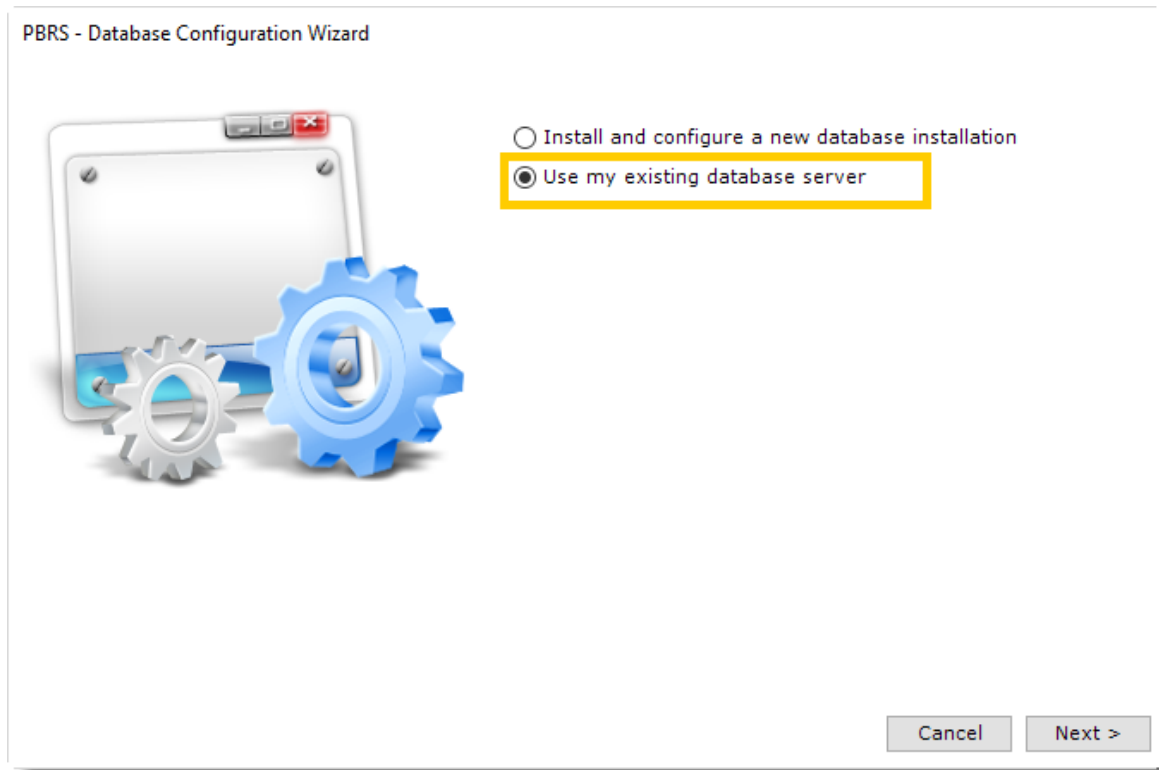 PBRS - Database Configuration Wizard
Install and configure a new database installation
Use my existing database server
Cancel
Next >